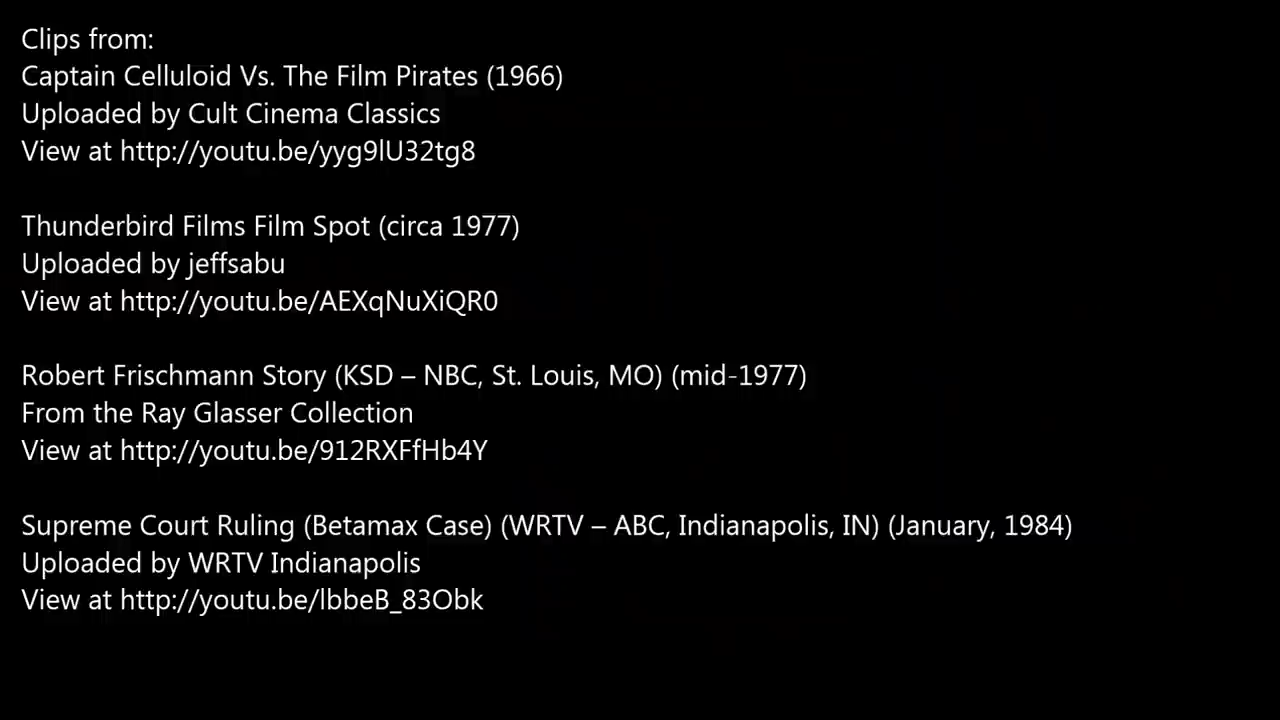 Clips from:
Captain Celluloid Vs. The Film Pirates (1966)
Uploaded by Cult Cinema Classics
View at http://youtu.be/yyg9lU32tg8
Thunderbird Films Film Spot (circa 1977)
Uploaded by jeffsabu
View at http://youtu.be/AEXqNuXiQR0
Robert Frischmann Story (KSD – NBC, St. Louis, MO) (mid-1977)
From the Ray Glasser Collection
View at http://youtu.be/912RXFfHb4Y
Supreme Court Ruling (Betamax Case) (WRTV – ABC, Indianapolis, IN) (January, 1984)
Uploaded by WRTV Indianapolis
View at http://youtu.be/lbbeB_83Obk